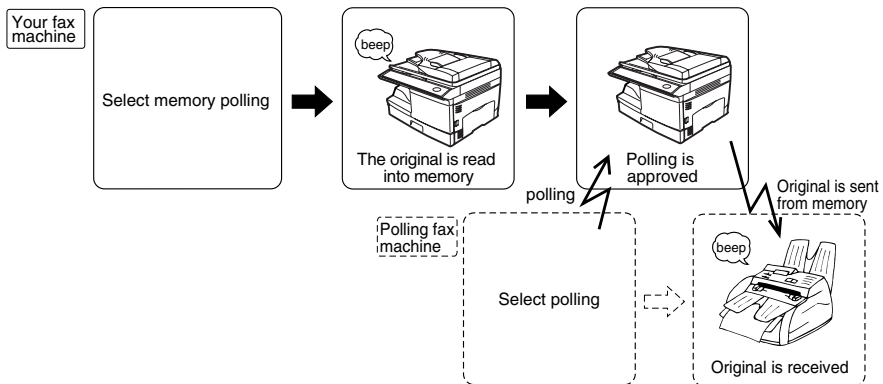 Your fax
machine
Select memory polling
beep
The original is read
into memory
Polling is
approved
polling
Original is sent
from memory
Polling fax
machine
Select polling
beep
Original is received